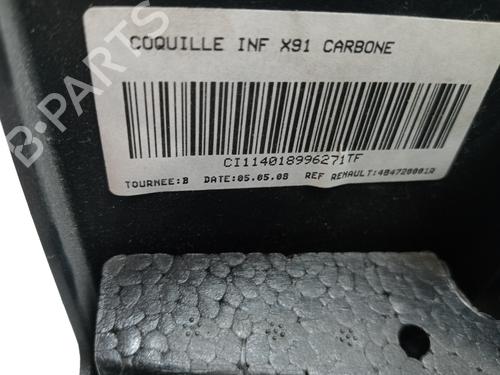 COQUILLE INF X91 CARBONE
CI114018996271TF
TOURNEE:B DATE:05.05.08 REF RENAULT:484720001R
B-PARTS